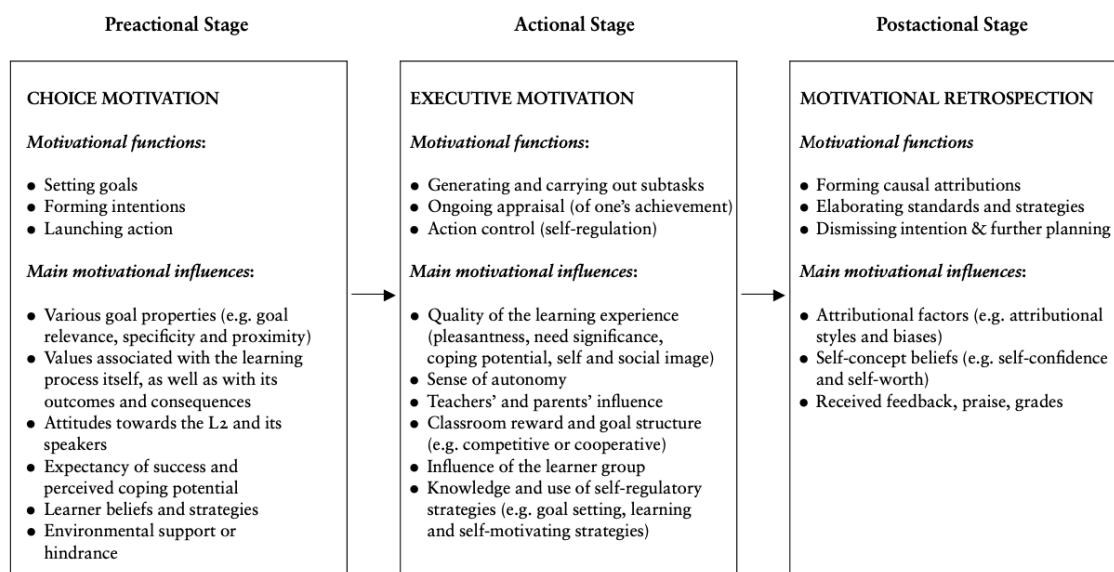 Preactional Stage
Actional Stage
Postactional Stage
CHOICE MOTIVATION
Motivational functions:
● Setting goals
● Forming intentions
● Launching action
Main motivational influences:
● Various goal properties (e.g. goal
relevance, specificity and proximity)
● Values associated with the learning
process itself, as well as with its
outcomes and consequences
● Attitudes towards the L2 and its
speakers
● Expectancy of success and
perceived coping potential
● Learner beliefs and strategies
● Environmental support or
hindrance
EXECUTIVE MOTIVATION
Motivational functions:
● Generating and carrying out subtasks
● Ongoing appraisal (of one's achievement)
● Action control (self-regulation)
Main motivational influences:
● Quality of the learning experience
(pleasantness, need significance,
coping potential, self and social image)
● Sense of autonomy
● Teachers' and parents' influence
● Classroom reward and goal structure
(e.g. competitive or cooperative)
● Influence of the learner group
● Knowledge and use of self-regulatory
strategies (e.g. goal setting, learning
and self-motivating strategies)
MOTIVATIONAL RETROSPECTION
Motivational functions
● Forming causal attributions
● Elaborating standards and strategies
● Dismissing intention & further planning
Main motivational influences:
● Attributional factors (e.g. attributional
styles and biases)
● Self-concept beliefs (e.g. self-confidence
and self-worth)
● Received feedback, praise, grades